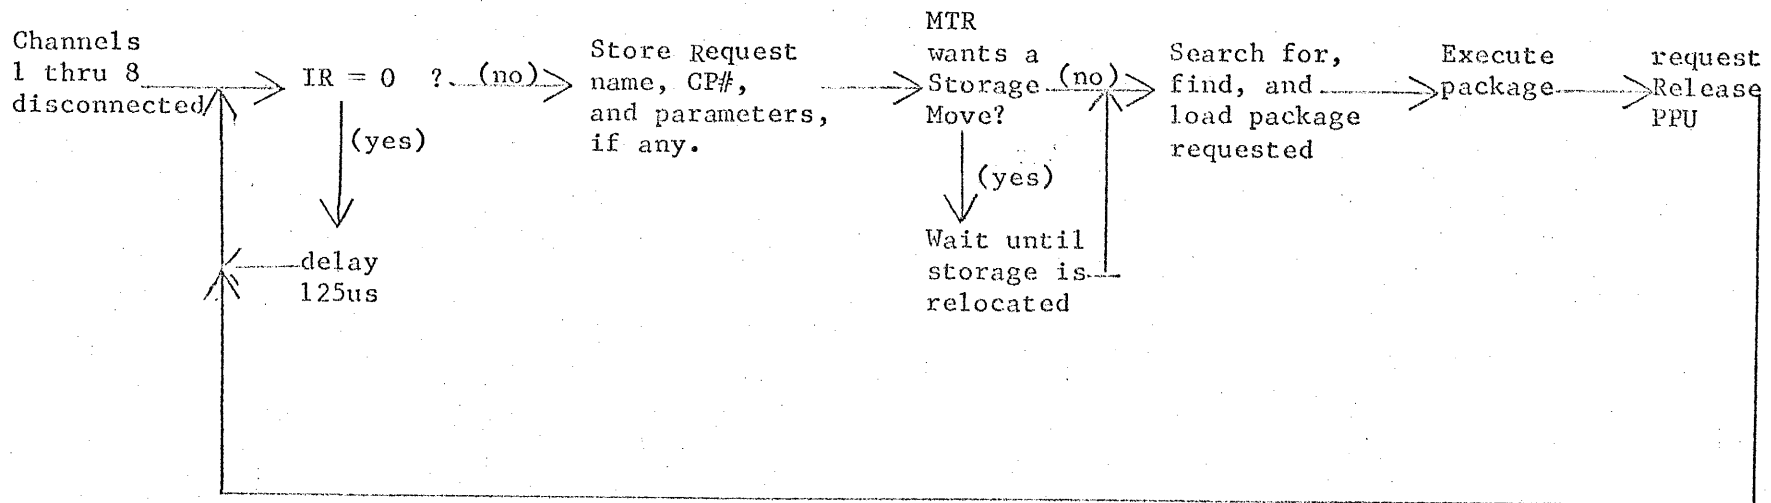 Channels
1 thru 8
disconnected
IR = 0 ?
(no)
(yes)
delay
125us
Store Request
name, CP#,
and parameters,
if any.
MTR
wants a
Storage
Move?
(no)
(yes)
Wait until
storage is
relocated
Search for,
find, and
load package
requested
Execute
package
request
Release
PPU